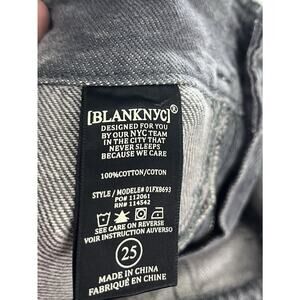 [BLANKNYC]®
DESIGNED FOR YOU
BY OUR NYC TEAM
IN THE CITY THAT
NEVER SLEEPS
BECAUSE WE CARE
100%COTTON/COTON
STYLE / MODELE# 01FX8693
PO# 112061
RN# 114542
SEE CARE ON REVERSE
VOIR INSTRUCTION AUVERSO
25
MADE IN CHINA
FABRIQUÉ EN CHINE